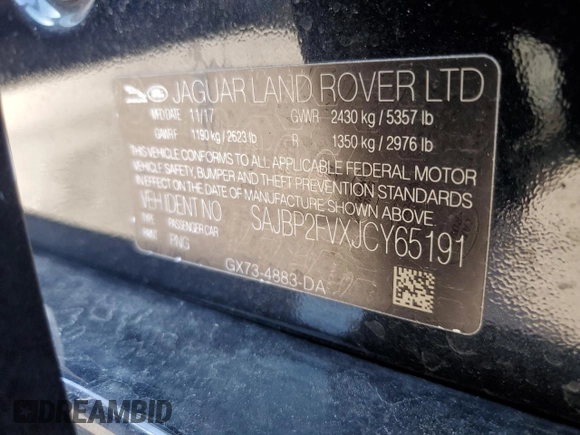 JAGUAR LAND ROVER LTD
MFD DATE 11/17 GVWR 2430 kg / 5357 lb
GAWR F 1190 kg / 2623 lb R 1350 kg / 2976 lb
THIS VEHICLE CONFORMS TO ALL APPLICABLE FEDERAL MOTOR
VEHICLE SAFETY, BUMPER AND THEFT PREVENTION STANDARDS
IN EFFECT ON THE DATE OF MANUFACTURE SHOWN ABOVE.
VEH IDENT NO SAJBP2FVXJCY65191
TYPE PASSENGER CAR
PAINT PNG
GX73-4883-DA
DREAMBID